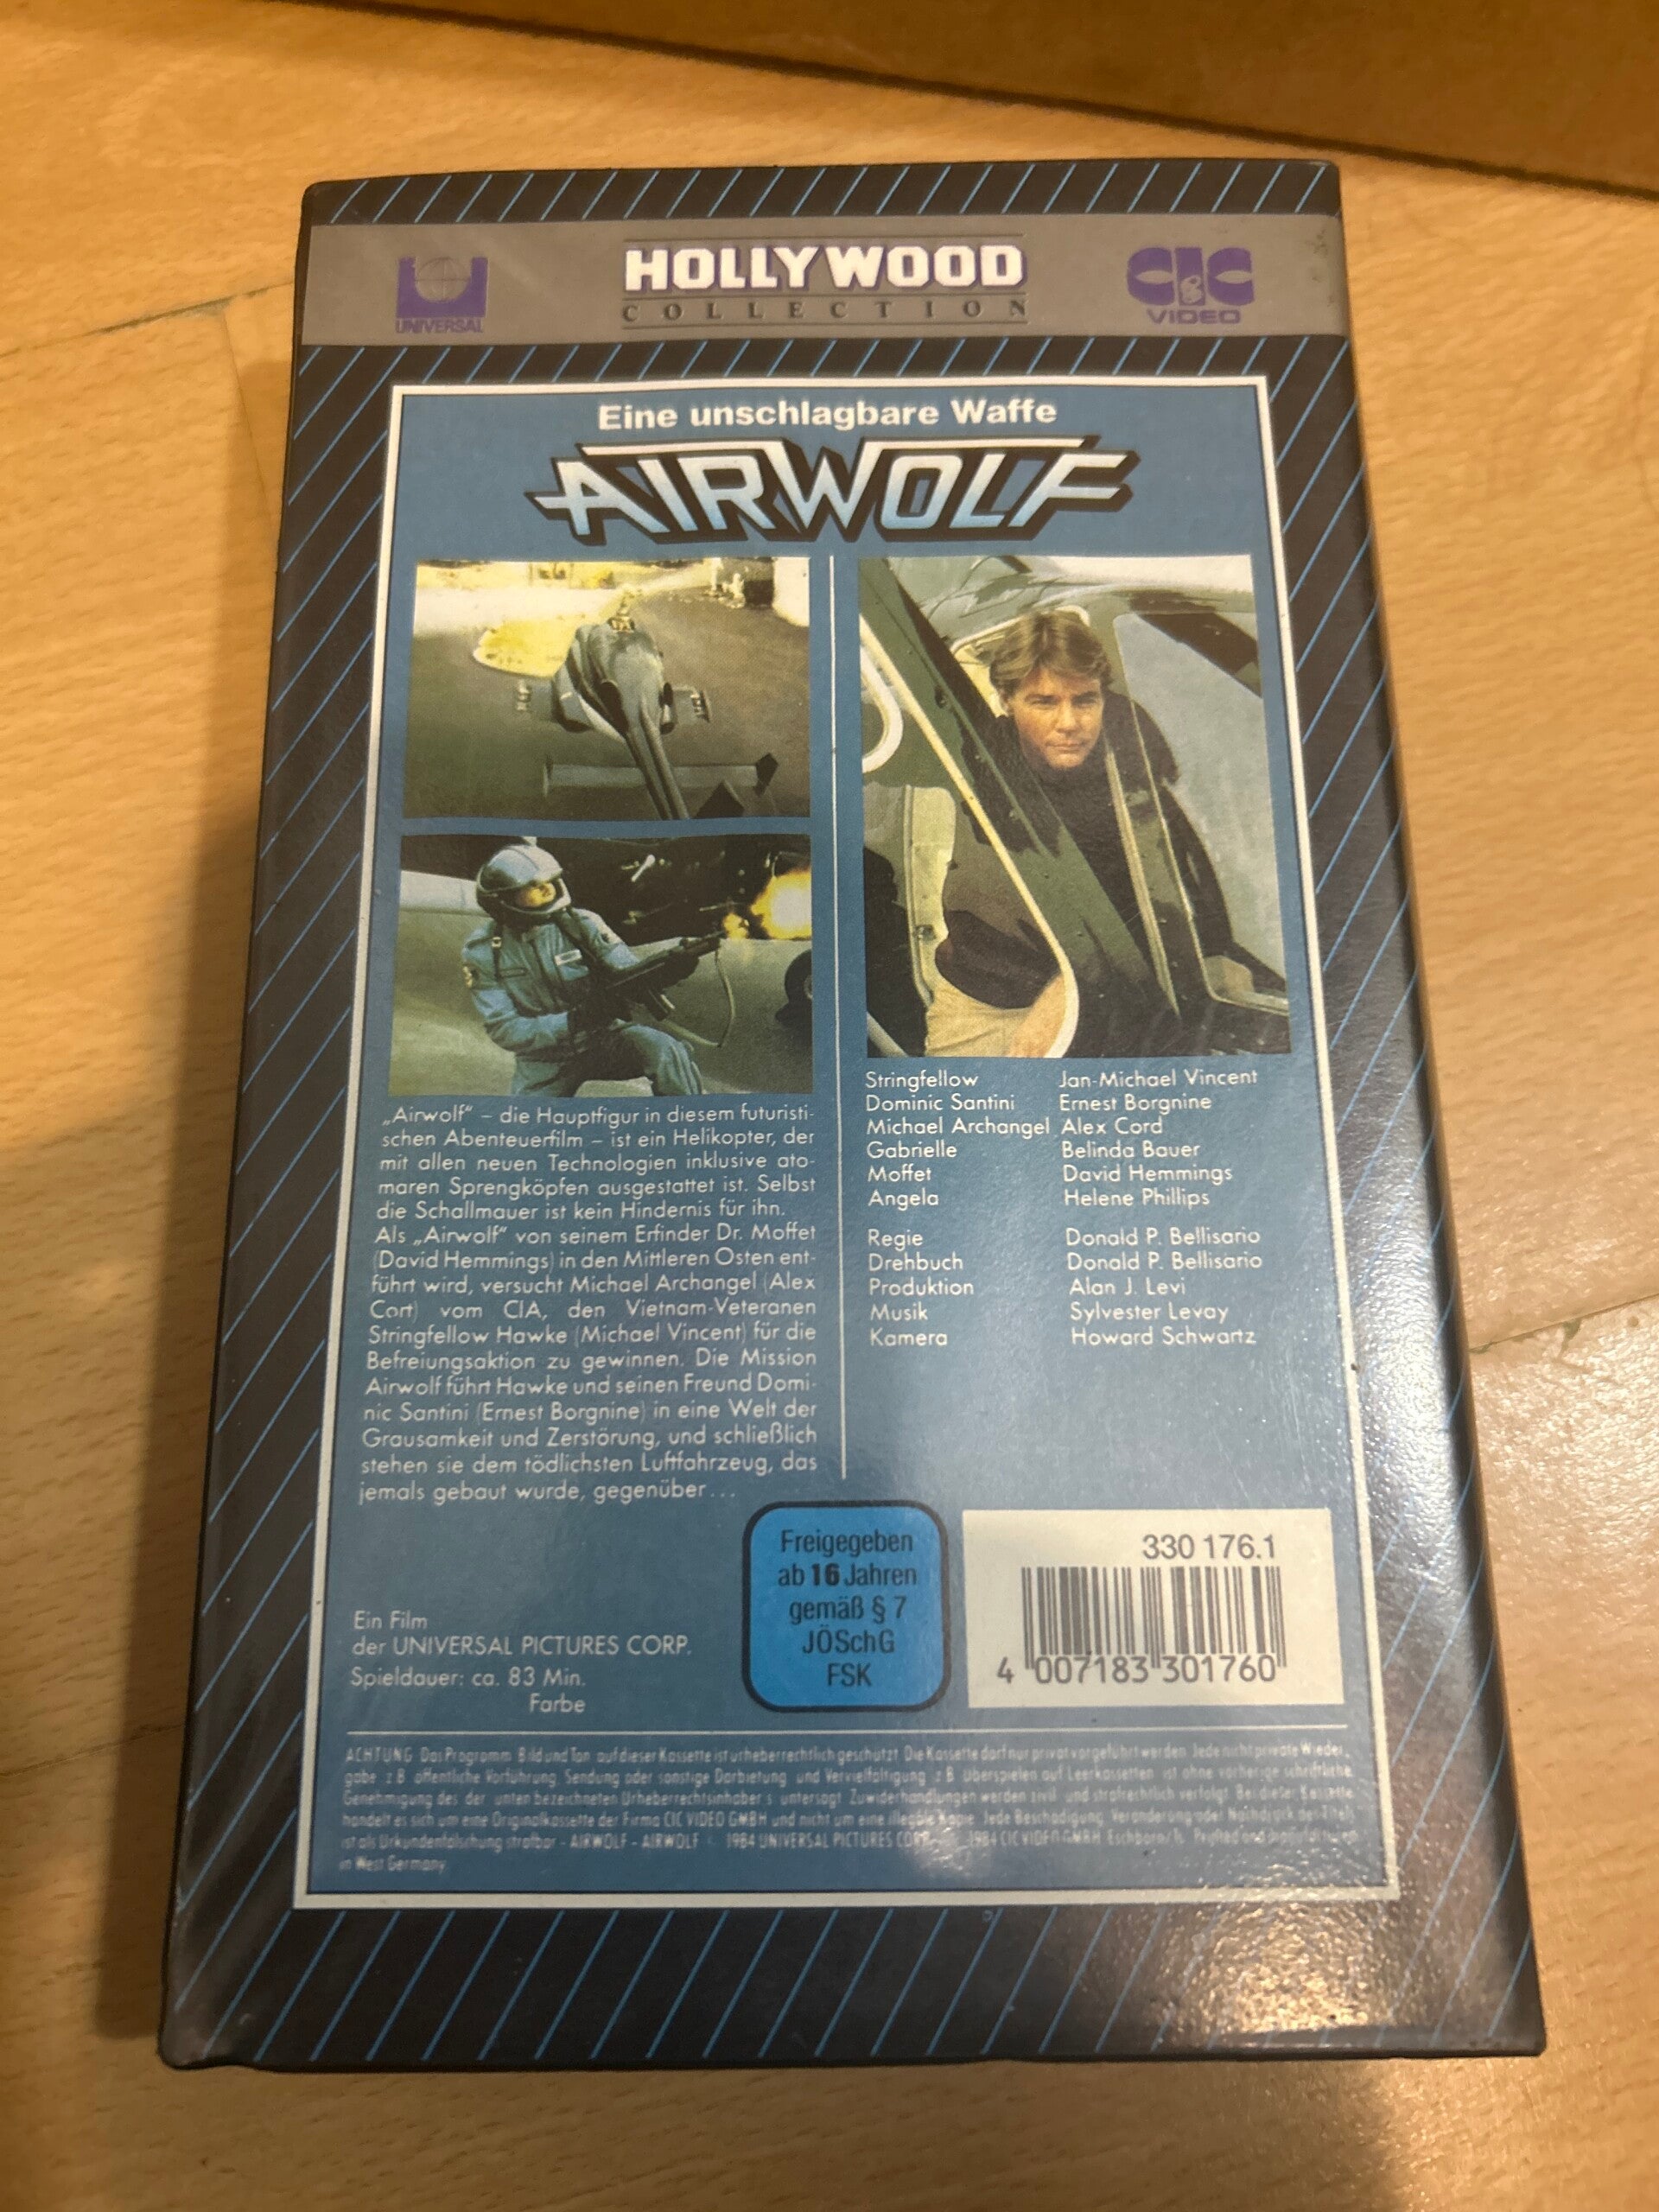 UNIVERSAL
HOLLYWOOD
COLLECTION
CIC
VIDEO
Eine unschlagbare Waffe
AIRWOLF
„Airwolf“ – die Hauptfigur in diesem futuristi-
schen Abenteuerfilm – ist ein Helikopter, der
mit allen neuen Technologien inklusive ato-
maren Sprengköpfen ausgestattet ist. Selbst
die Schallmauer ist kein Hindernis für ihn.
Als „Airwolf“ von seinem Erfinder Dr. Moffet
(David Hemmings) in den Mittleren Osten ent-
führt wird, versucht Michael Archangel (Alex
Cort) vom CIA, den Vietnam-Veteranen
Stringfellow Hawke (Michael Vincent) für die
Befreiungsaktion zu gewinnen. Die Mission
Airwolf führt Hawke und seinen Freund Domi-
nic Santini (Ernest Borgnine) in eine Welt der
Grausamkeit und Zerstörung, und schließlich
stehen sie dem tödlichsten Luftfahrzeug, das
jemals gebaut wurde, gegenüber...
Stringfellow Jan-Michael Vincent
Dominic Santini Ernest Borgnine
Michael Archangel Alex Cord
Gabrielle Belinda Bauer
Moffet David Hemmings
Angela Helene Phillips
Regie Donald P. Bellisario
Drehbuch Donald P. Bellisario
Produktion Alan J. Levi
Musik Sylvester Levay
Kamera Howard Schwartz
Ein Film
der UNIVERSAL PICTURES CORP.
Spieldauer: ca. 83 Min.
Farbe
Freigegeben
ab 16 Jahren
gemäß § 7
JÖSchG
FSK
330 176.1
4 007183 301760
ACHTUNG Das Programm Bild und Ton auf dieser Kassette ist urheberrechtlich geschützt Die Kassette darf nur privat vorgeführt werden Jede nicht private Wieder-
gabe z B öffentliche Vorführung Sendung oder sonstige Darbietung und Vervielfältigung z B Überspielen auf Leerkassetten ist ohne vorherige schriftliche
Genehmigung des der unten bezeichneten Urheberrechtsinhaber s untersagt Zuwiderhandlungen werden zivil und strafrechtlich verfolgt Bei dieser Kassette
handelt es sich um eine Originalkassette der Firma CIC VIDEO GMBH und nicht um eine illegale Kopie Jede Beschädigung Veränderung oder Nachdruck des Titels
ist als Urkundenfälschung strafbar - AIRWOLF - AIRWOLF 1984 UNIVERSAL PICTURES CORP. 1984 CIC VIDEO GMBH Eschborn/Ts. Printed and
in West Germany